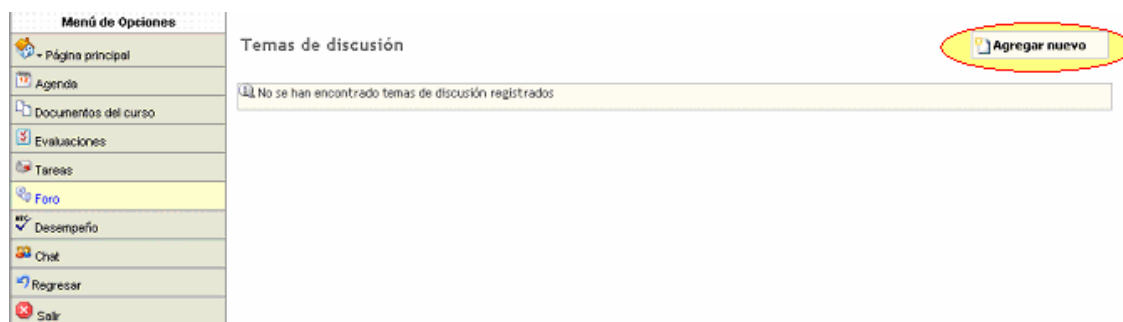 Menú de Opciones
Página principal
Agenda
Documentos del curso
Evaluaciones
Tareas
Foro
Desempeño
Chat
Regresar
Salir
Temas de discusión
Agregar nuevo
No se han encontrado temas de discusión registrados